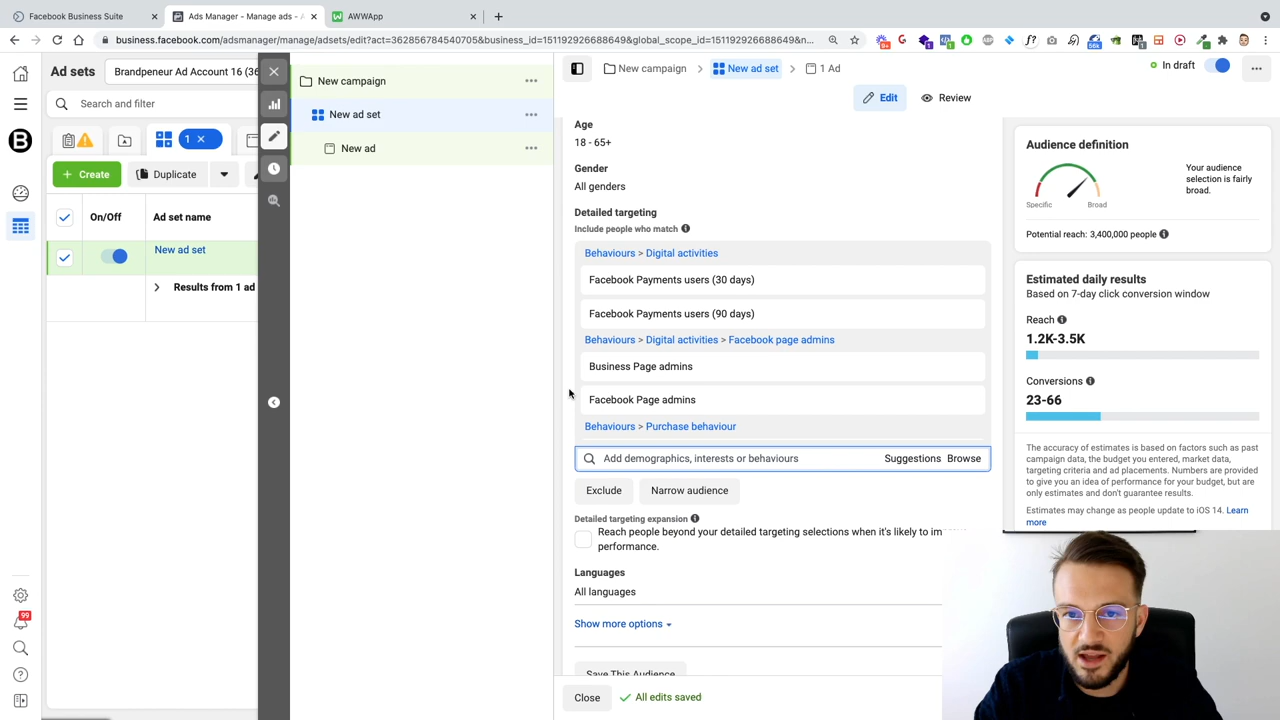 Facebook Business Suite
Ads Manager - Manage ads - A
AWWApp
business.facebook.com/adsmanager/manage/adsets/edit?act=362856784540705&business_id=151192926688649&global_scope_id=151192926688649&n...
Ad sets
Brandpeneur Ad Account 16 (36
Search and filter
1
Create
Duplicate
On/Off
Ad set name
New ad set
Results from 1 ad
99
New campaign
New ad set
New ad
New campaign
New ad set
1 Ad
In draft
Edit
Review
Age
18 - 65+
Gender
All genders
Detailed targeting
Include people who match
Behaviours > Digital activities
Facebook Payments users (30 days)
Facebook Payments users (90 days)
Behaviours > Digital activities > Facebook page admins
Business Page admins
Facebook Page admins
Behaviours > Purchase behaviour
Add demographics, interests or behaviours
Suggestions
Browse
Exclude
Narrow audience
Detailed targeting expansion
Reach people beyond your detailed targeting selections when it's likely to im
performance.
Languages
All languages
Show more options
Save This Audience
Close
All edits saved
Audience definition
Specific
Broad
Your audience
selection is fairly
broad.
Potential reach: 3,400,000 people
Estimated daily results
Based on 7-day click conversion window
Reach
1.2K-3.5K
Conversions
23-66
The accuracy of estimates is based on factors such as past
campaign data, the budget you entered, market data,
targeting criteria and ad placements. Numbers are provided
to give you an idea of performance for your budget, but are
only estimates and don't guarantee results.
Estimates may change as people update to iOS 14. Learn
more